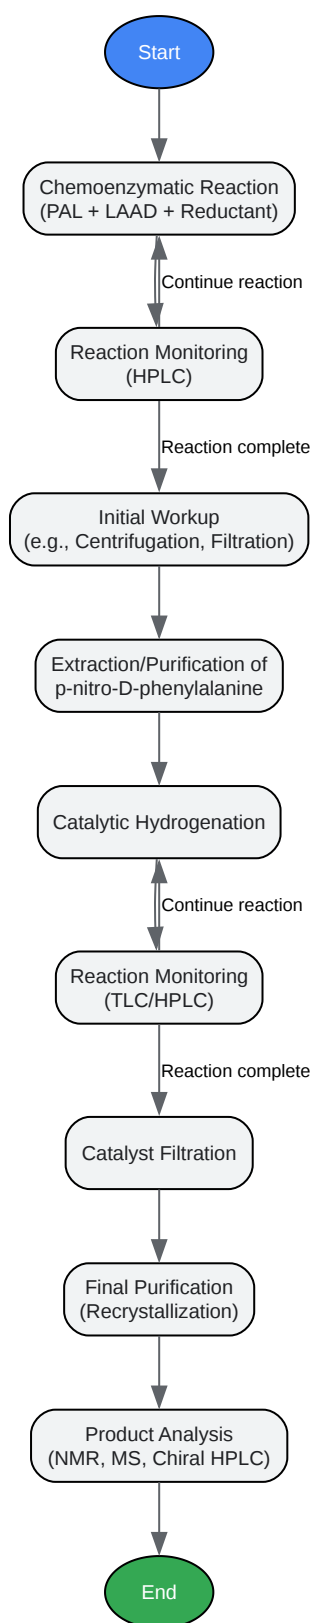 Start
Chemoenzymatic Reaction
(PAL + LAAD + Reductant)
Continue reaction
Reaction Monitoring
(HPLC)
Reaction complete
Initial Workup
(e.g., Centrifugation, Filtration)
Extraction/Purification of
p-nitro-D-phenylalanine
Catalytic Hydrogenation
Continue reaction
Reaction Monitoring
(TLC/HPLC)
Reaction complete
Catalyst Filtration
Final Purification
(Recrystallization)
Product Analysis
(NMR, MS, Chiral HPLC)
End